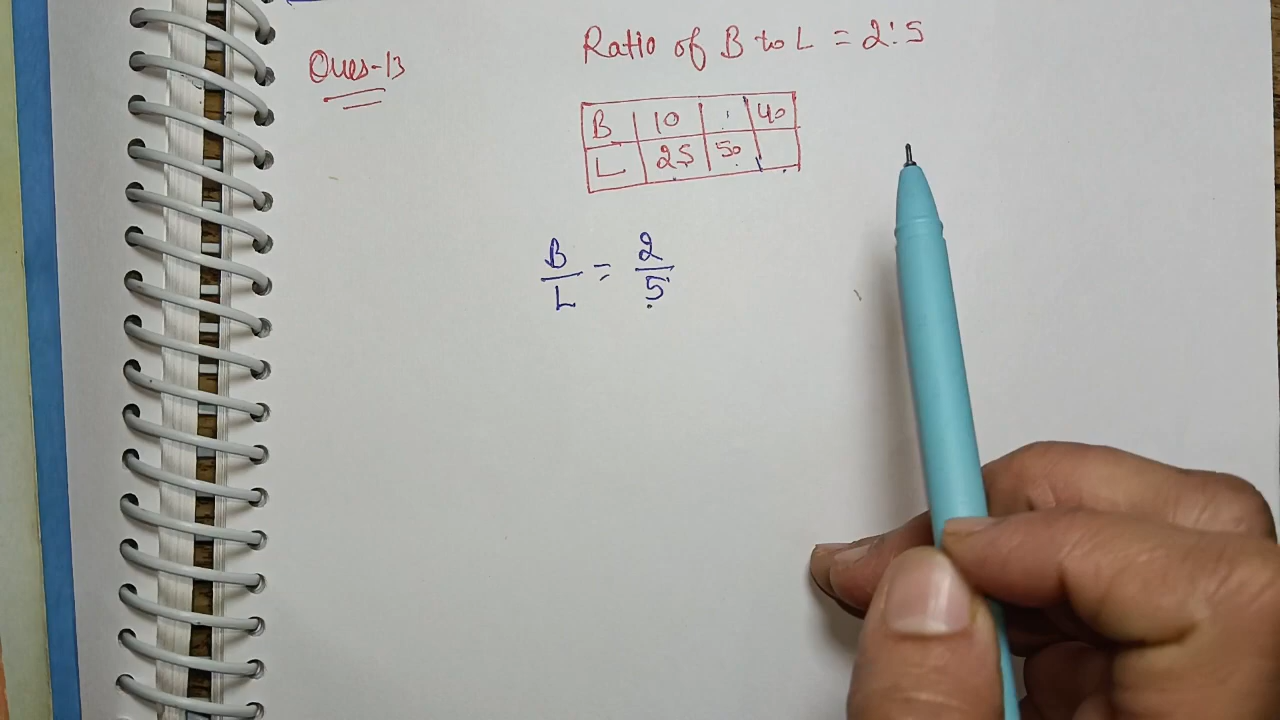 Ques-13
Ratio of B to L = 2:5
B 10 40
L 25 50
B/L = 2/5